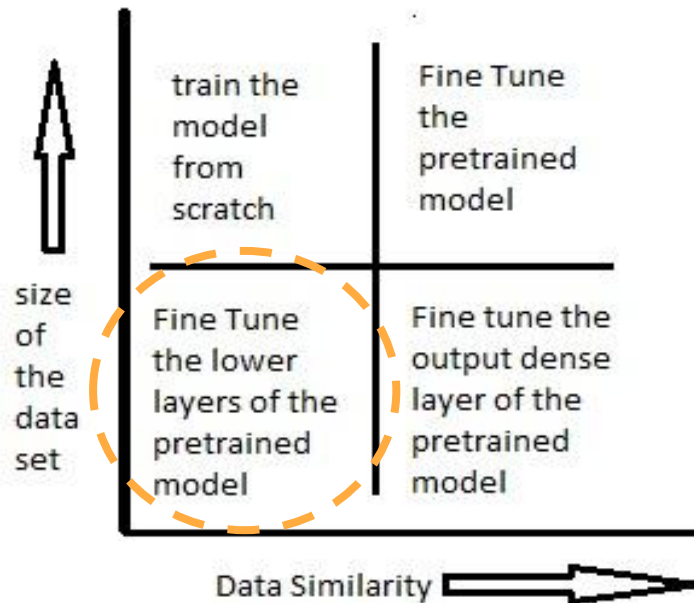 train the
model
from
scratch
Fine Tune
the
pretrained
model
size
of
the
data
set
Fine Tune
the lower
layers of the
pretrained
model
Fine tune the
output dense
layer of the
pretrained
model
Data Similarity